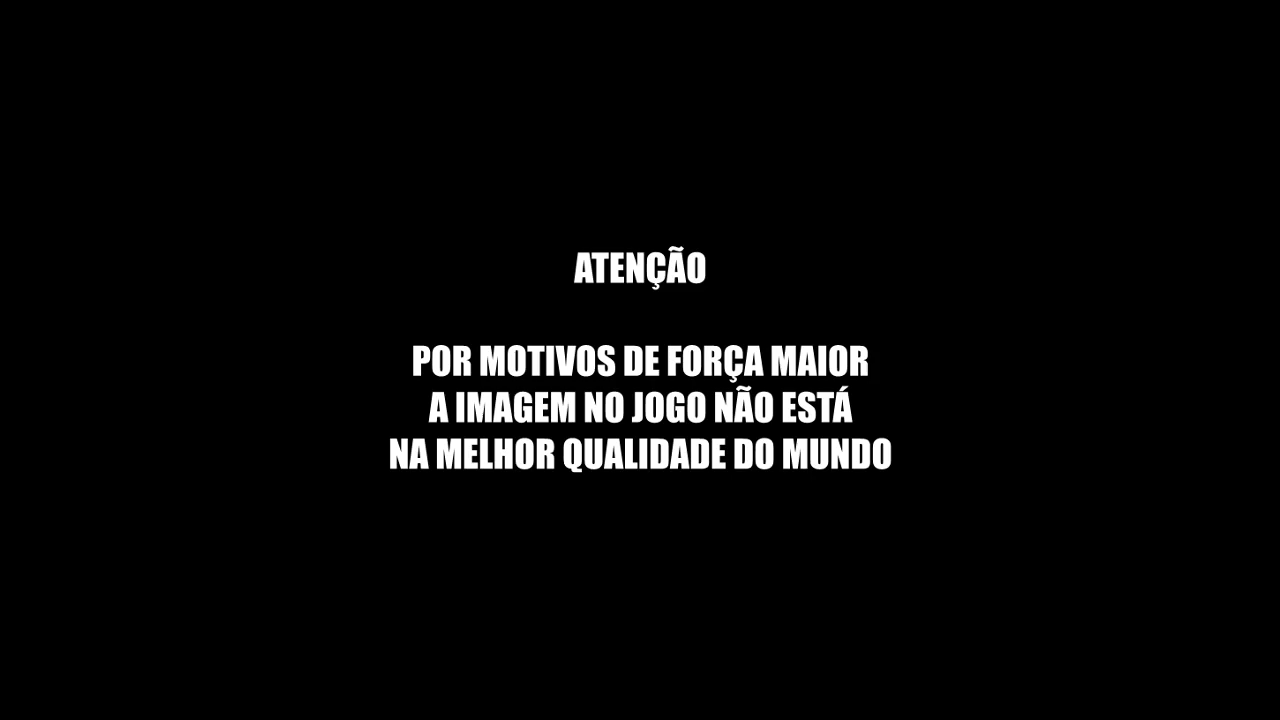 ATENÇÃO
POR MOTIVOS DE FORÇA MAIOR
A IMAGEM NO JOGO NÃO ESTÁ
NA MELHOR QUALIDADE DO MUNDO